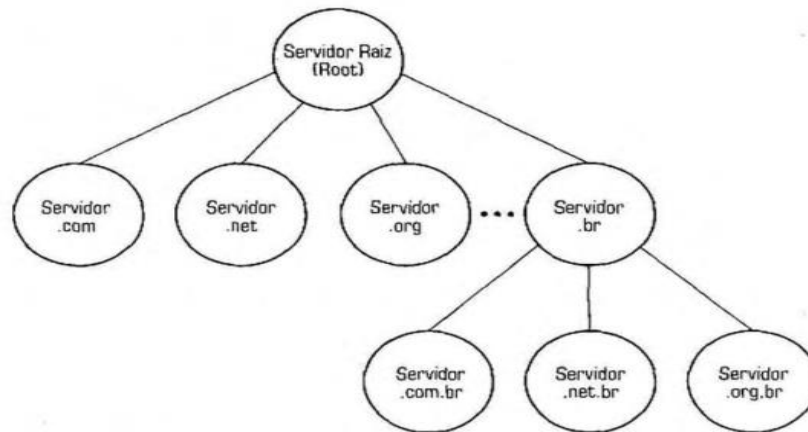 Servidor Raiz
(Root)
Servidor
.com
Servidor
.net
Servidor
.org
...
Servidor
.br
Servidor
.com.br
Servidor
.net.br
Servidor
.org.br